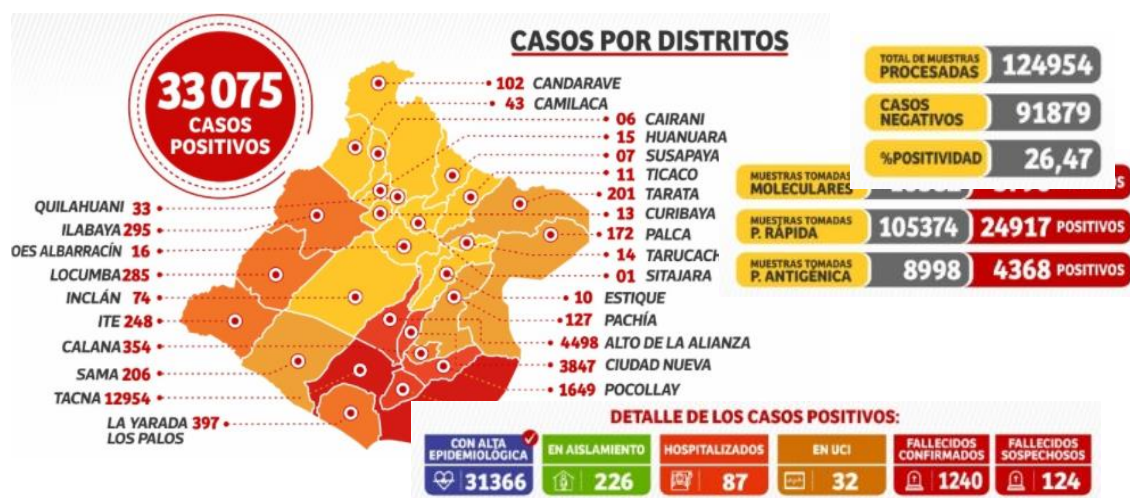 33 075
CASOS
POSITIVOS
CASOS POR DISTRITOS
102 CANDARAVE
43 CAMILACA
06 CAIRANI
15 HUANUARA
07 SUSAPAYA
11 TICACO
201 TARATA
13 CURIBAYA
172 PALCA
14 TARUCACH
01 SITAJARA
10 ESTIQUE
127 PACHÍA
4498 ALTO DE LA ALIANZA
3847 CIUDAD NUEVA
1649 POCOLLAY
QUILAHUANI 33
ILABAYA 295
OES ALBARRACÍN 16
LOCUMBA 285
INCLÁN 74
ITE 248
CALANA 354
SAMA 206
TACNA 12954
LA YARADA 397
LOS PALOS
TOTAL DE MUESTRAS
PROCESADAS 124954
CASOS
NEGATIVOS 91879
%POSITIVIDAD 26,47
MUESTRAS TOMADAS
MOLECULARES
MUESTRAS TOMADAS
P. RÁPIDA 105374 24917 POSITIVOS
MUESTRAS TOMADAS
P. ANTIGÉNICA 8998 4368 POSITIVOS
DETALLE DE LOS CASOS POSITIVOS:
CON ALTA
EPIDEMIOLÓGICA
31366
EN AISLAMIENTO
226
HOSPITALIZADOS
87
EN UCI
32
FALLECIDOS
CONFIRMADOS
1240
FALLECIDOS
SOSPECHOSOS
124